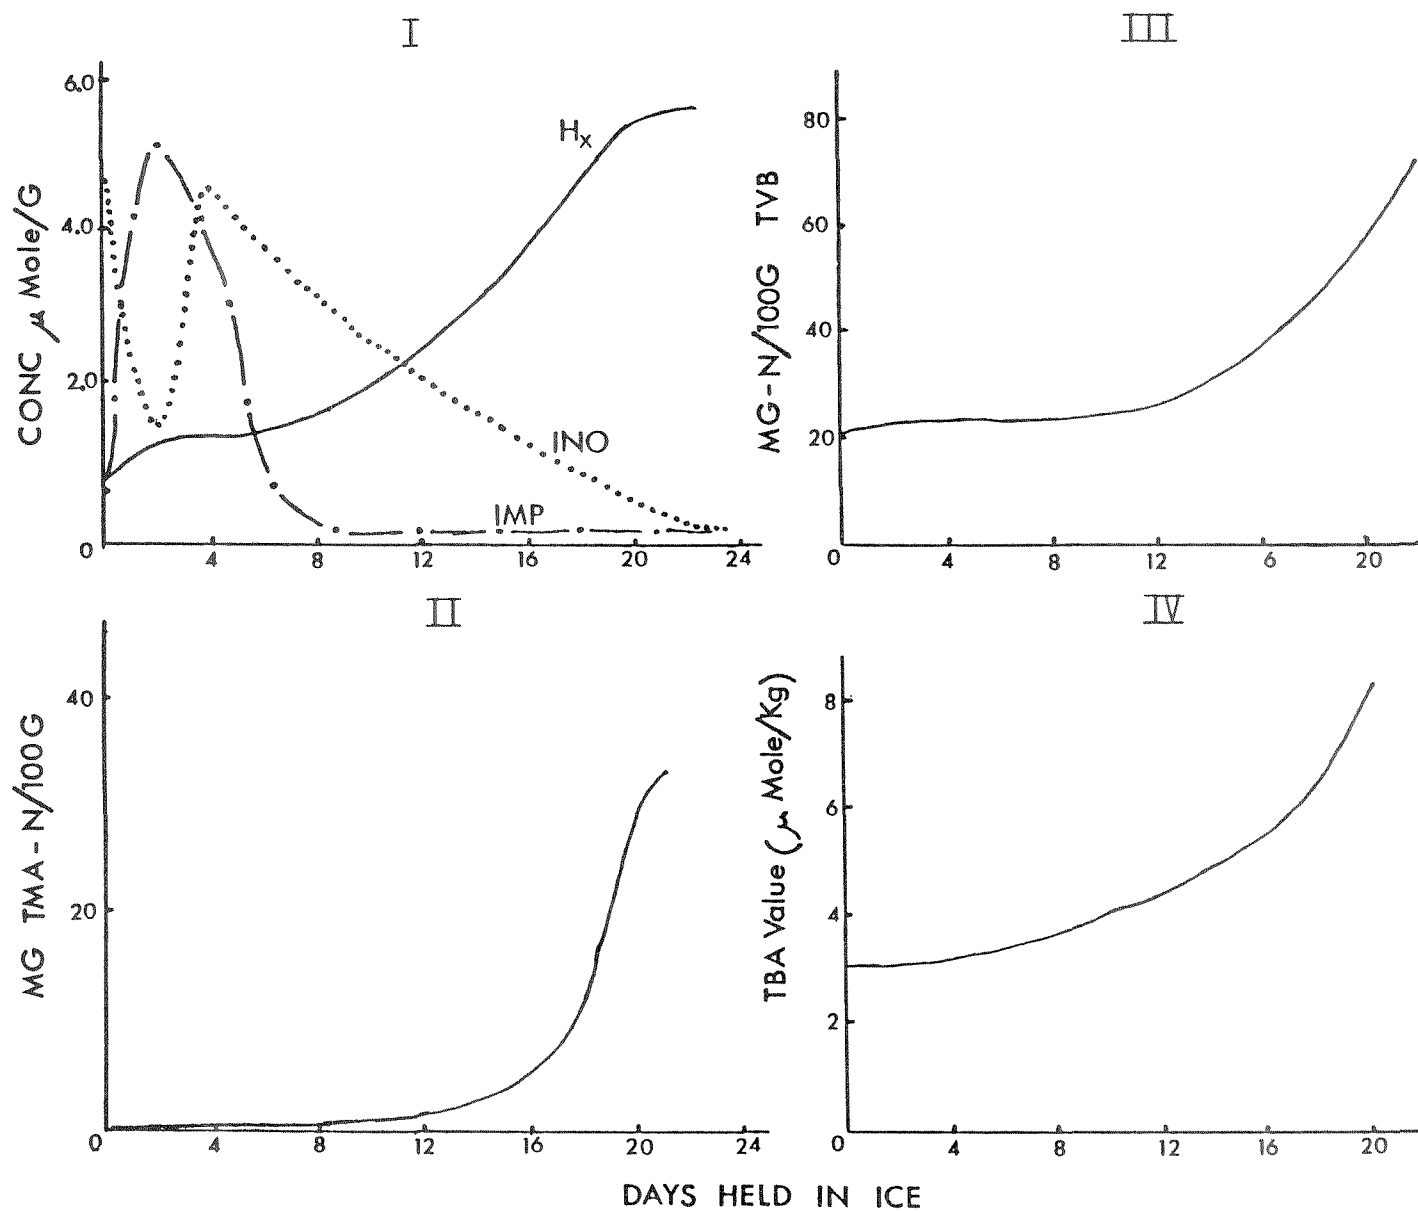 I
6.0
4.0
2.0
0
CONC μ Mole/G
Hx
INO
IMP
4 8 12 16 20 24
III
80
60
40
20
MG-N/100G TVB
0 4 8 12 6 20
II
40
20
MG TMA-N/100G
0 4 8 12 16 20 24
IV
8
6
4
2
TBA Value (μ Mole/Kg)
0 4 8 12 16 20
DAYS HELD IN ICE